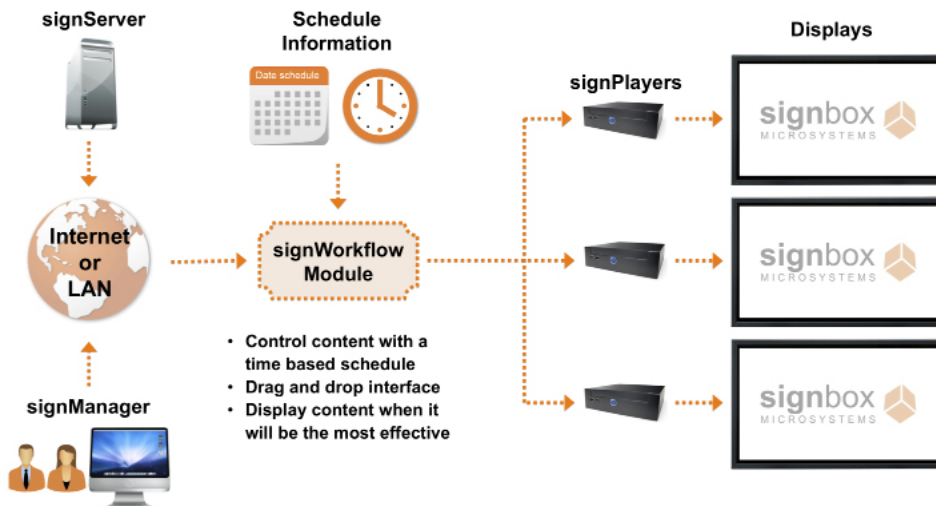 signServer
Schedule
Information
Displays
Date schedule
signPlayers
signbox
MICROSYSTEMS
Internet
or
LAN
signWorkflow
Module
signbox
MICROSYSTEMS
• Control content with a
time based schedule
• Drag and drop interface
• Display content when it
will be the most effective
signManager
signbox
MICROSYSTEMS